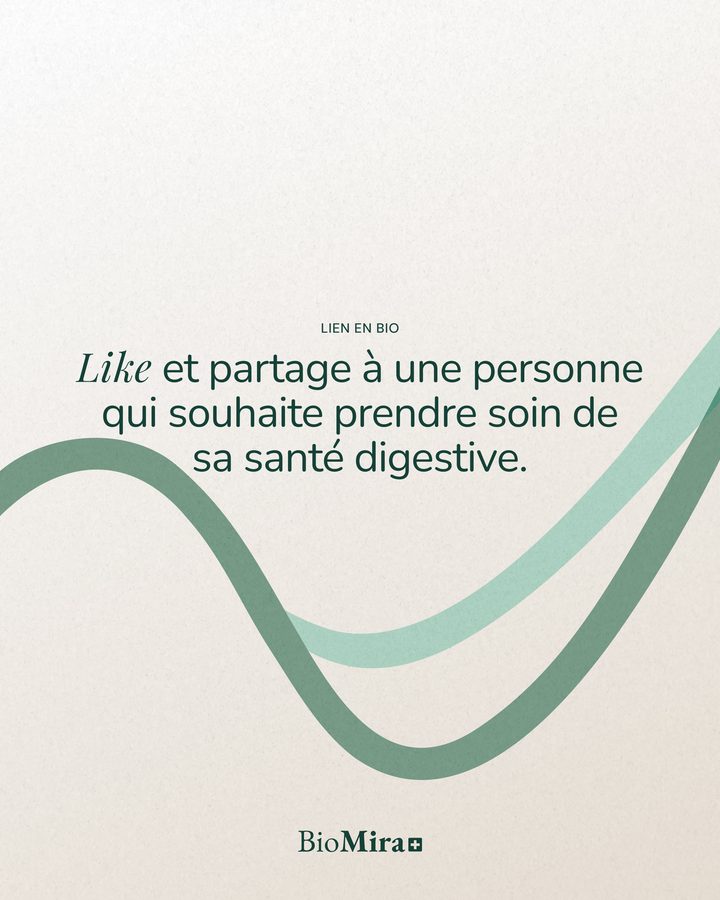 LIEN EN BIO
Like et partage à une personne
qui souhaite prendre soin de
sa santé digestive.
BioMira